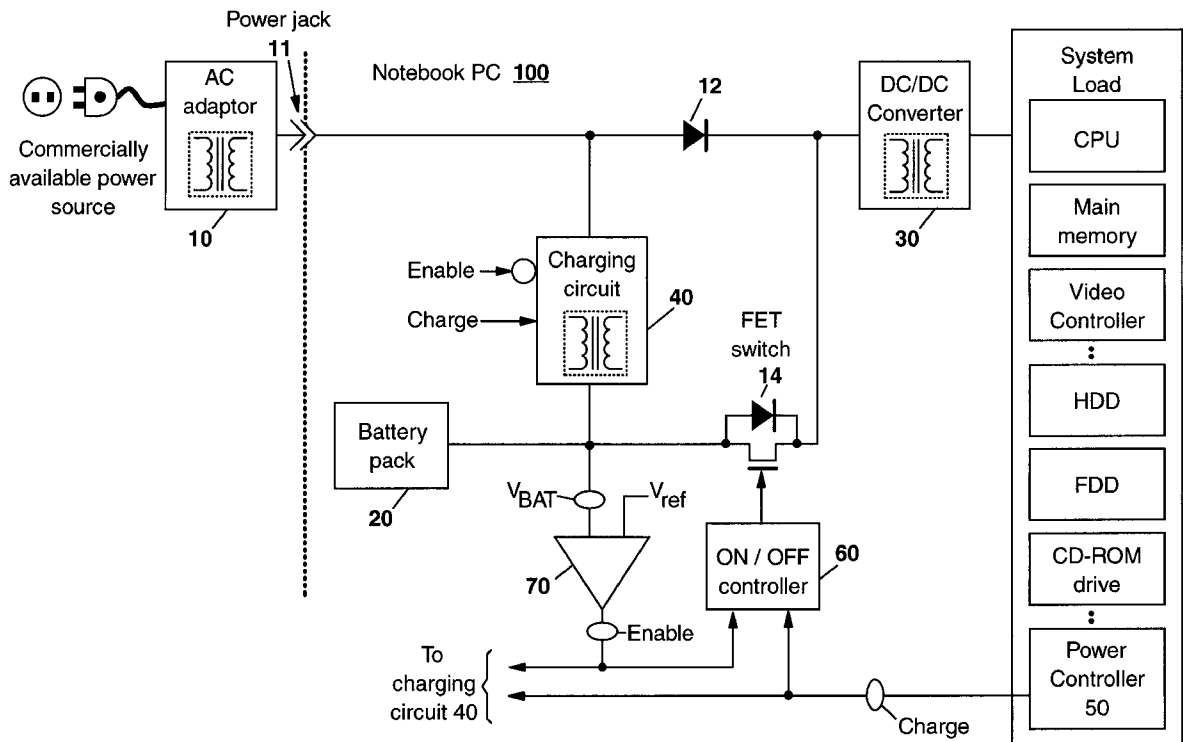 Power jack
11
AC
adaptor
10
Commercially
available power
source
Notebook PC 100
12
DC/DC
Converter
30
System
Load
CPU
Main
memory
Video
Controller
HDD
FDD
CD-ROM
drive
Power
Controller
50
Enable
Charge
Charging
circuit
40
FET
switch
14
Battery
pack
20
VBAT
Vref
70
ON / OFF
controller
60
Enable
To
charging
circuit 40
Charge